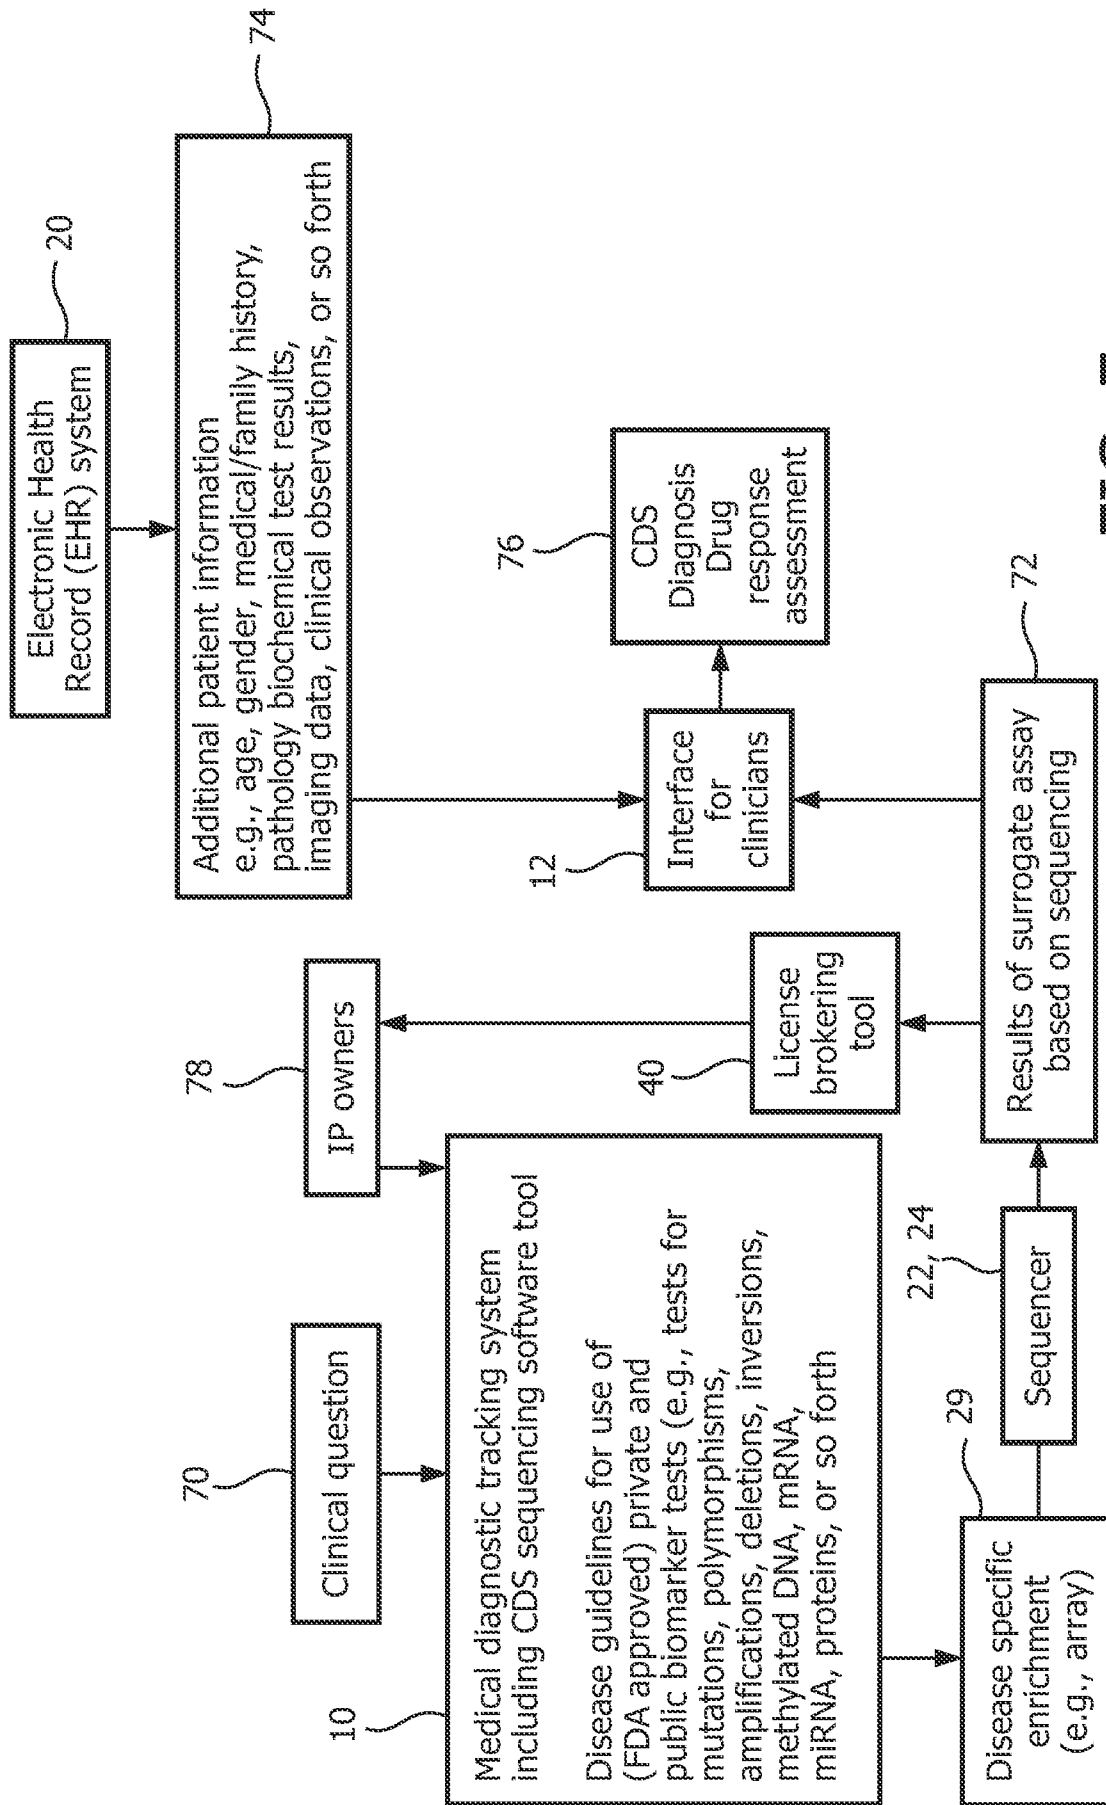 Electronic Health
Record (EHR) system
20
Additional patient information
e.g., age, gender, medical/family history,
pathology biochemical test results,
imaging data, clinical observations, or so forth
74
70
Clinical question
78
IP owners
10
Medical diagnostic tracking system
including CDS sequencing software tool
Disease guidelines for use of
(FDA approved) private and
public biomarker tests (e.g., tests for
mutations, polymorphisms,
amplifications, deletions, inversions,
methylated DNA, mRNA,
miRNA, proteins, or so forth
40
License
brokering
tool
12
Interface
for
clinicians
76
CDS
Diagnosis
Drug
response
assessment
Disease specific
enrichment
(e.g., array)
29
Sequencer
22, 24
Results of surrogate assay
based on sequencing
72